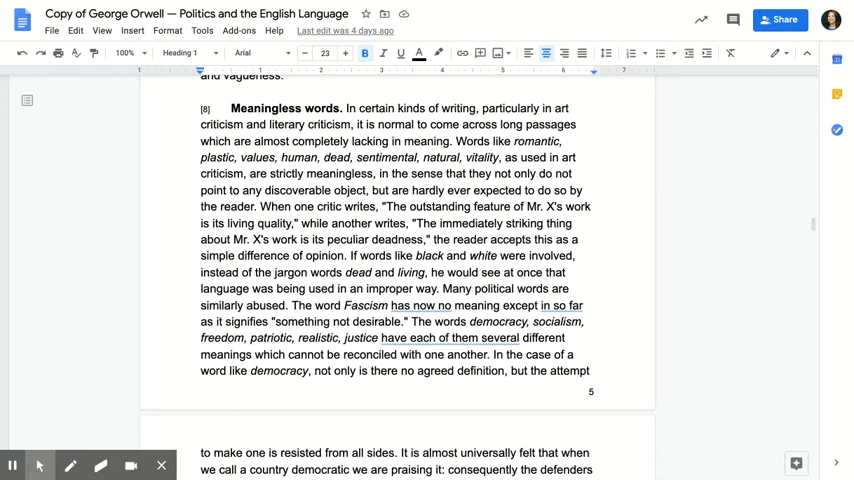 Copy of George Orwell — Politics and the English Language
File Edit View Insert Format Tools Add-ons Help Last edit was 4 days ago
Share
100% Heading 1 Arial - 23 + B I U A
1 1 2 3 4 5 6 7
and vagueness.
[8] Meaningless words. In certain kinds of writing, particularly in art
criticism and literary criticism, it is normal to come across long passages
which are almost completely lacking in meaning. Words like romantic,
plastic, values, human, dead, sentimental, natural, vitality, as used in art
criticism, are strictly meaningless, in the sense that they not only do not
point to any discoverable object, but are hardly ever expected to do so by
the reader. When one critic writes, "The outstanding feature of Mr. X's work
is its living quality," while another writes, "The immediately striking thing
about Mr. X's work is its peculiar deadness," the reader accepts this as a
simple difference of opinion. If words like black and white were involved,
instead of the jargon words dead and living, he would see at once that
language was being used in an improper way. Many political words are
similarly abused. The word Fascism has now no meaning except in so far
as it signifies "something not desirable." The words democracy, socialism,
freedom, patriotic, realistic, justice have each of them several different
meanings which cannot be reconciled with one another. In the case of a
word like democracy, not only is there no agreed definition, but the attempt
5
to make one is resisted from all sides. It is almost universally felt that when
we call a country democratic we are praising it: consequently the defenders